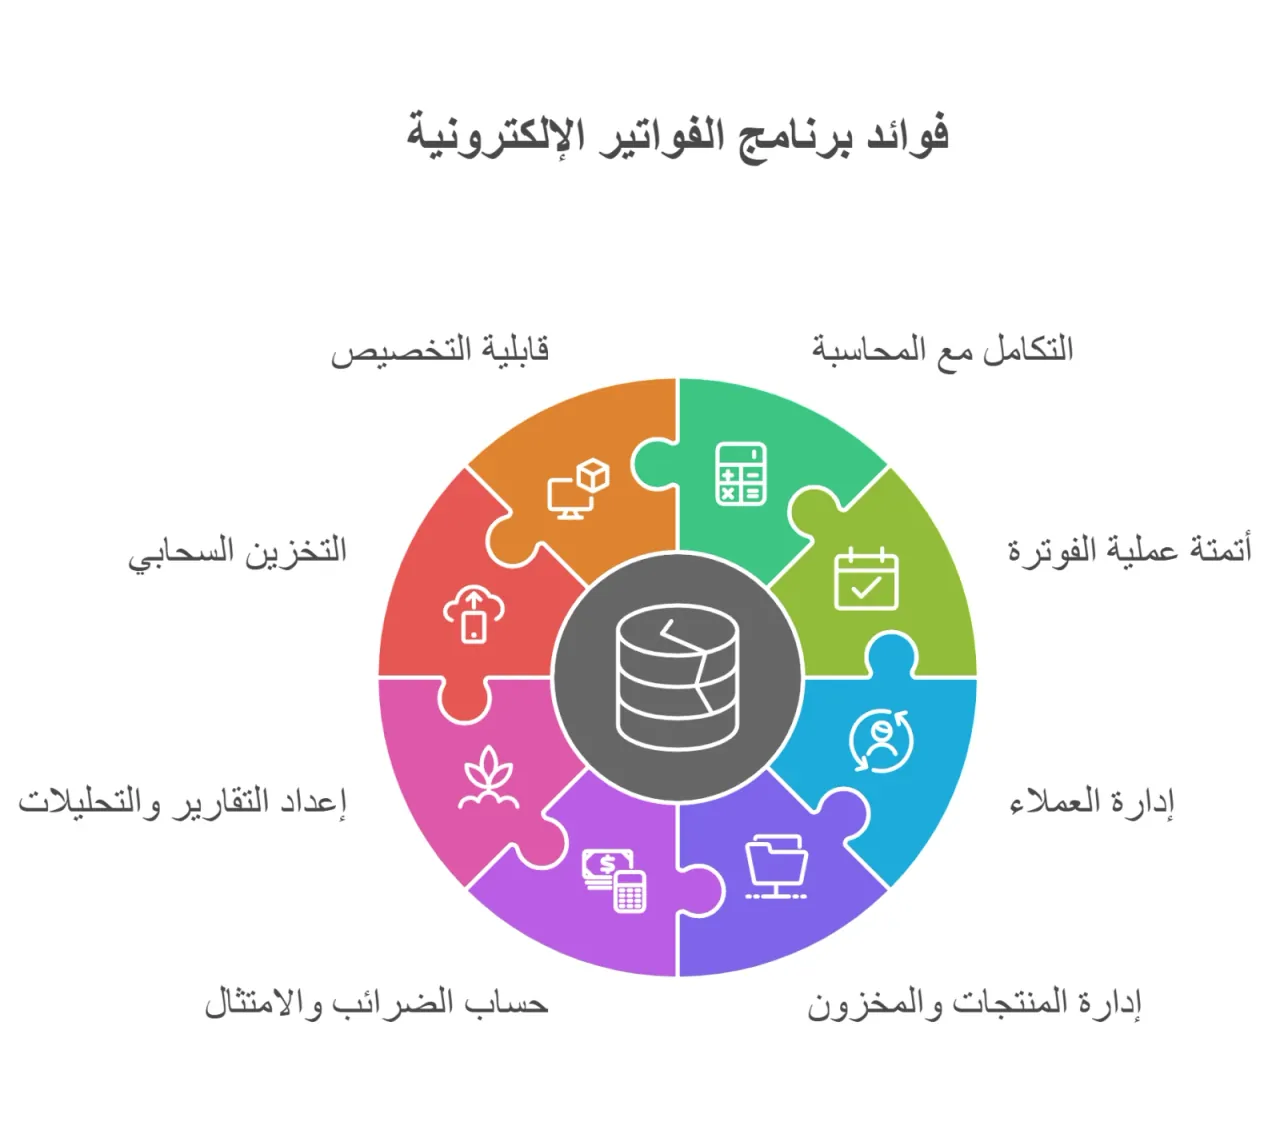 فوائد برنامج الفواتير الإلكترونية
التكامل مع المحاسبة
قابلية التخصيص
أتمتة عملية الفوترة
التخزين السحابي
إدارة العملاء
إعداد التقارير والتحليلات
إدارة المنتجات والمخزون
حساب الضرائب والامتثال